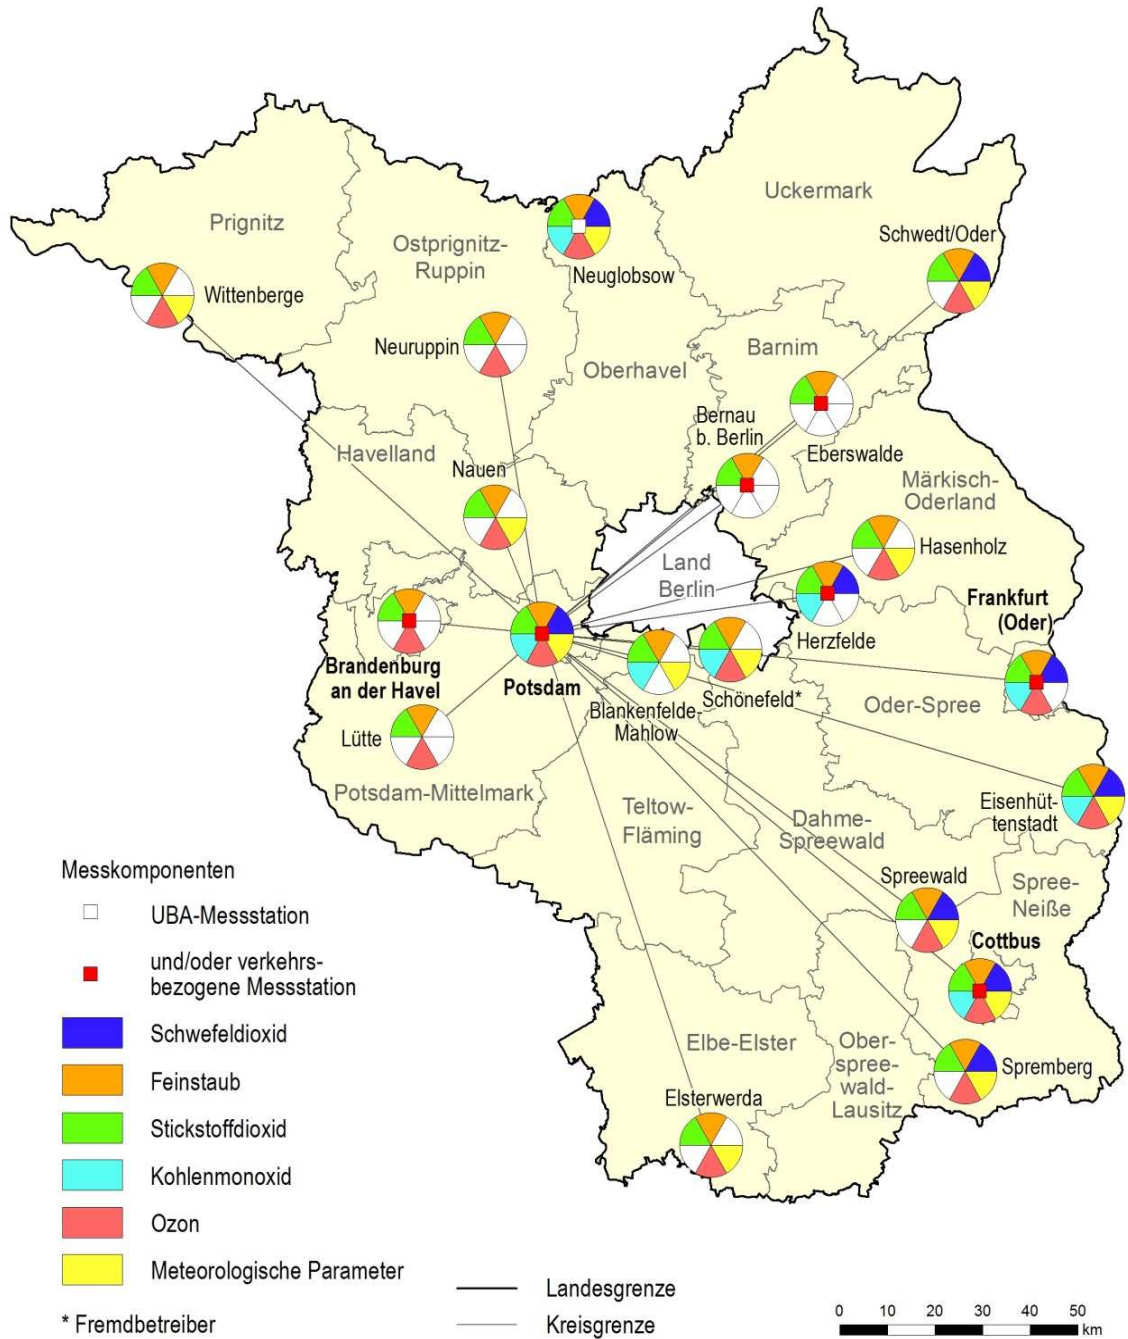 Uckermark
Prignitz
Schwedt/Oder
Ostprignitz-
Ruppin
Neuglobsow
Wittenberge
Neuruppin
Barnim
Oberhavel
Bernau
b. Berlin
Eberswalde
Havelland
Nauen
Märkisch-
Oderland
Hasenholz
Land
Berlin
Frankfurt
(Oder)
Herzfelde
Brandenburg
an der Havel
Potsdam
Schönefeld*
Blankenfelde-
Mahlow
Oder-Spree
Lütte
Potsdam-Mittelmark
Teltow-
Fläming
Dahme-
Spreewald
Eisenhüt-
tenstadt
Spreewald
Spree-
Neiße
Cottbus
Elbe-Elster
Ober-
spree-
wald-
Lausitz
Spremberg
Elsterwerda
Messkomponenten
UBA-Messstation
und/oder verkehrs-
bezogene Messstation
Schwefeldioxid
Feinstaub
Stickstoffdioxid
Kohlenmonoxid
Ozon
Meteorologische Parameter
* Fremdbetreiber
Landesgrenze
Kreisgrenze
0 10 20 30 40 50
km